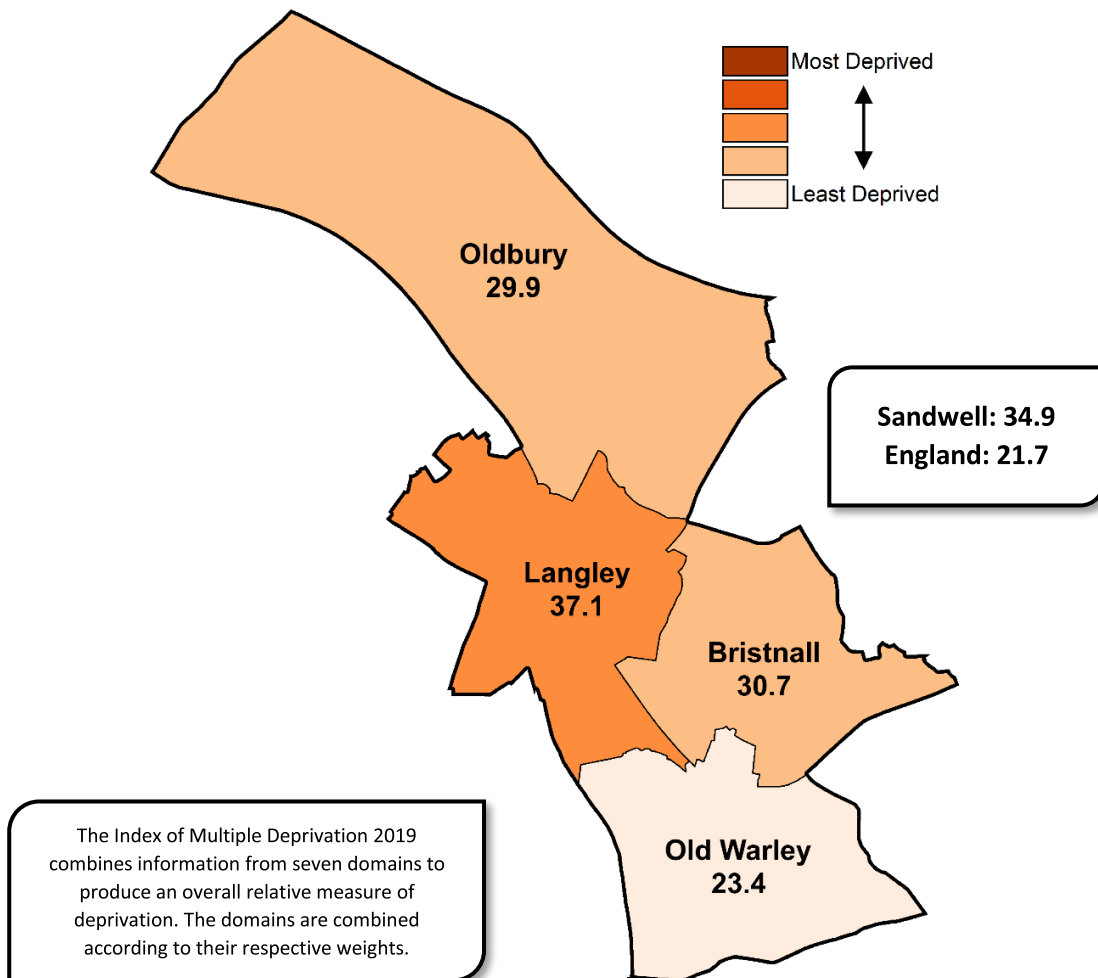 Most Deprived
Least Deprived
Oldbury
29.9
Sandwell: 34.9
England: 21.7
Langley
37.1
Bristnall
30.7
Old Warley
23.4
The Index of Multiple Deprivation 2019
combines information from seven domains to
produce an overall relative measure of
deprivation. The domains are combined
according to their respective weights.